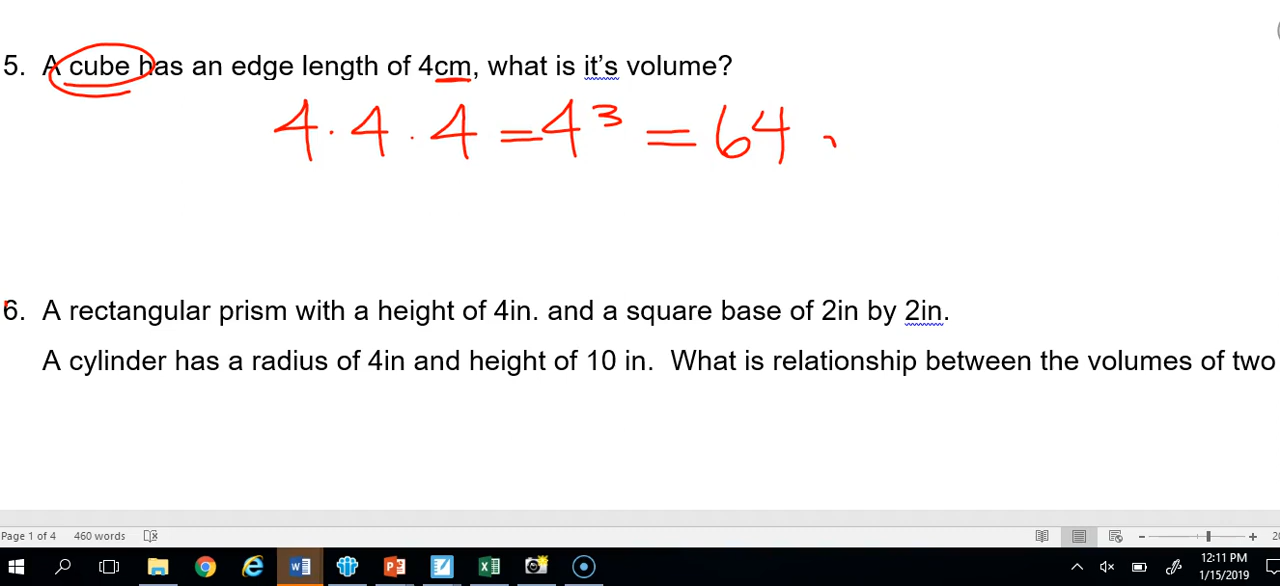 5. A cube has an edge length of 4cm, what is it's volume?
4 · 4 · 4 = 4³ = 64
6. A rectangular prism with a height of 4in. and a square base of 2in by 2in.
A cylinder has a radius of 4in and height of 10 in. What is relationship between the volumes of two
Page 1 of 4 460 words
12:11 PM
1/15/2019